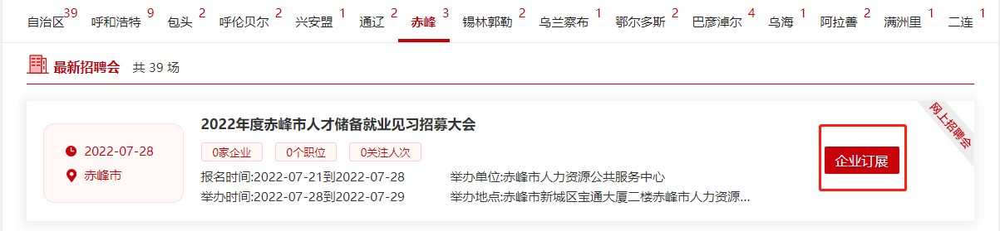 自治区39 呼和浩特9 包头2 呼伦贝尔2 兴安盟1 通辽2 赤峰3 锡林郭勒2 乌兰察布1 鄂尔多斯2 巴彦淖尔4 乌海1 阿拉善2 满洲里1 二连1
最新招聘会 共 39 场
2022年度赤峰市人才储备就业见习招募大会
网上招聘会
2022-07-28
赤峰市
0家企业 0个职位 0关注人次
报名时间:2022-07-21到2022-07-28 举办单位:赤峰市人力资源公共服务中心
举办时间:2022-07-28到2022-07-29 举办地点:赤峰市新城区宝通大厦二楼赤峰市人力资源...
企业订展